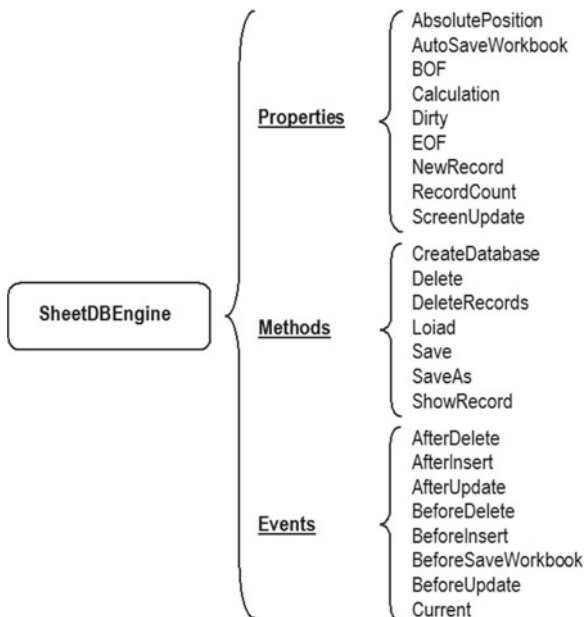 SheetDBEngine
Properties
AbsolutePosition
AutoSaveWorkbook
BOF
Calculation
Dirty
EOF
NewRecord
RecordCount
ScreenUpdate
Methods
CreateDatabase
Delete
DeleteRecords
Loiad
Save
SaveAs
ShowRecord
Events
AfterDelete
AfterInsert
AfterUpdate
BeforeDelete
BeforeInsert
BeforeSaveWorkbook
BeforeUpdate
Current